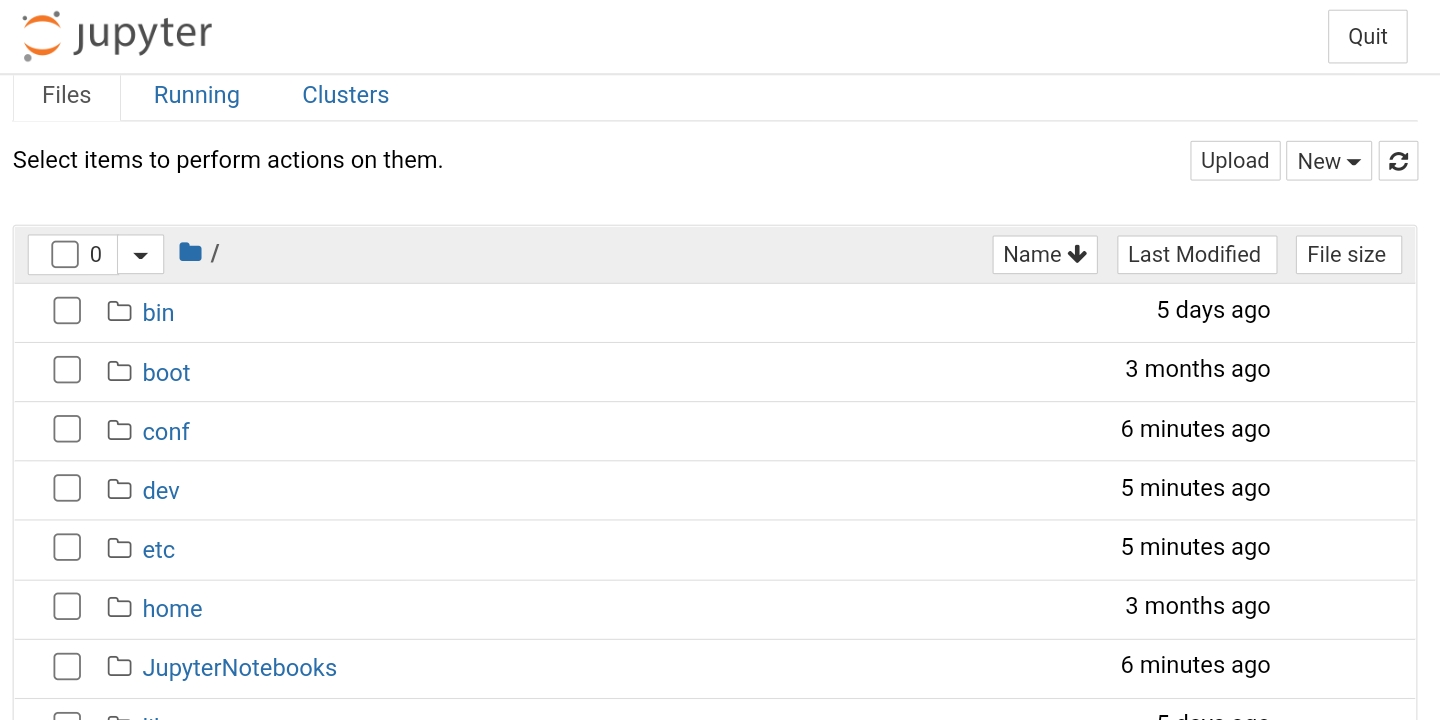 jupyter
Quit
Files Running Clusters
Select items to perform actions on them.
Upload New
0 / Name Last Modified File size
bin 5 days ago
boot 3 months ago
conf 6 minutes ago
dev 5 minutes ago
etc 5 minutes ago
home 3 months ago
JupyterNotebooks 6 minutes ago